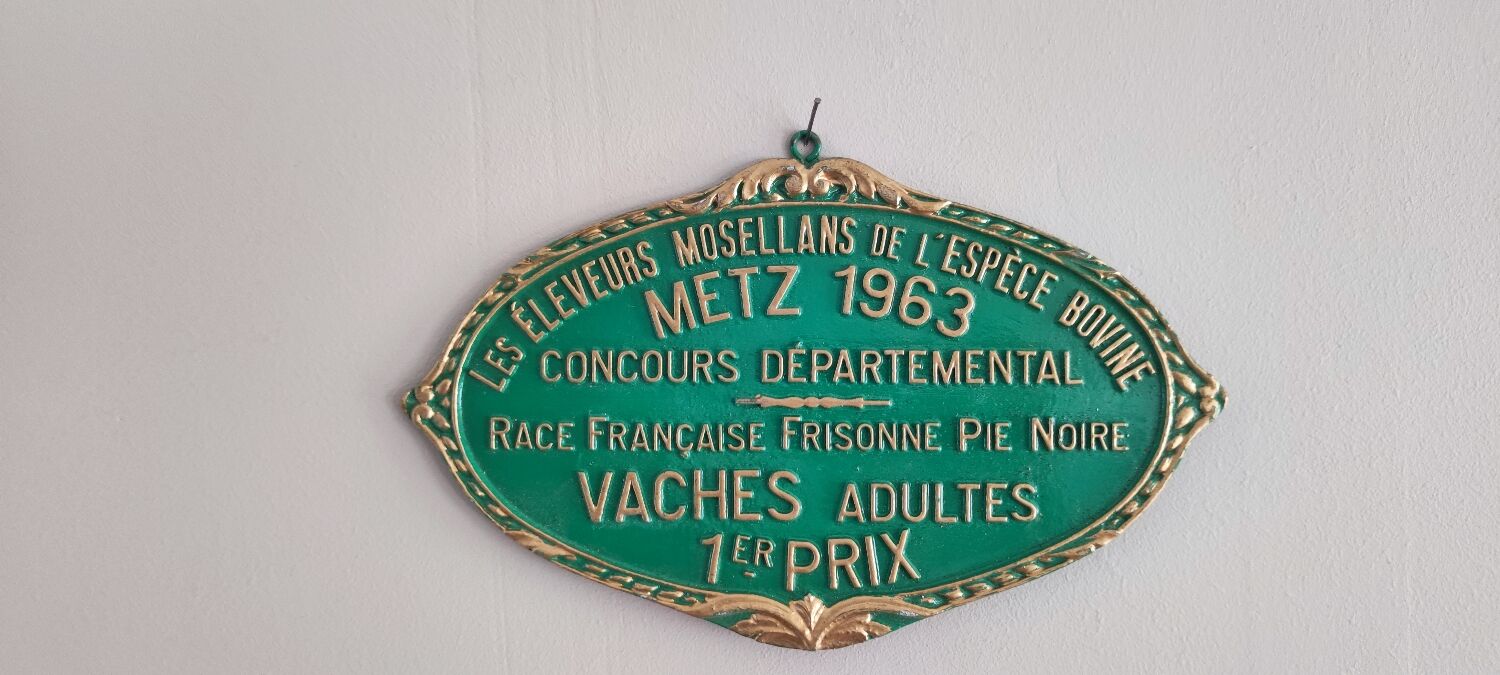 LES ÉLEVEURS MOSELLANS DE L'ESPÈCE BOVINE
METZ 1963
CONCOURS DÉPARTEMENTAL
RACE FRANÇAISE FRISONNE PIE NOIRE
VACHES ADULTES
1ER PRIX